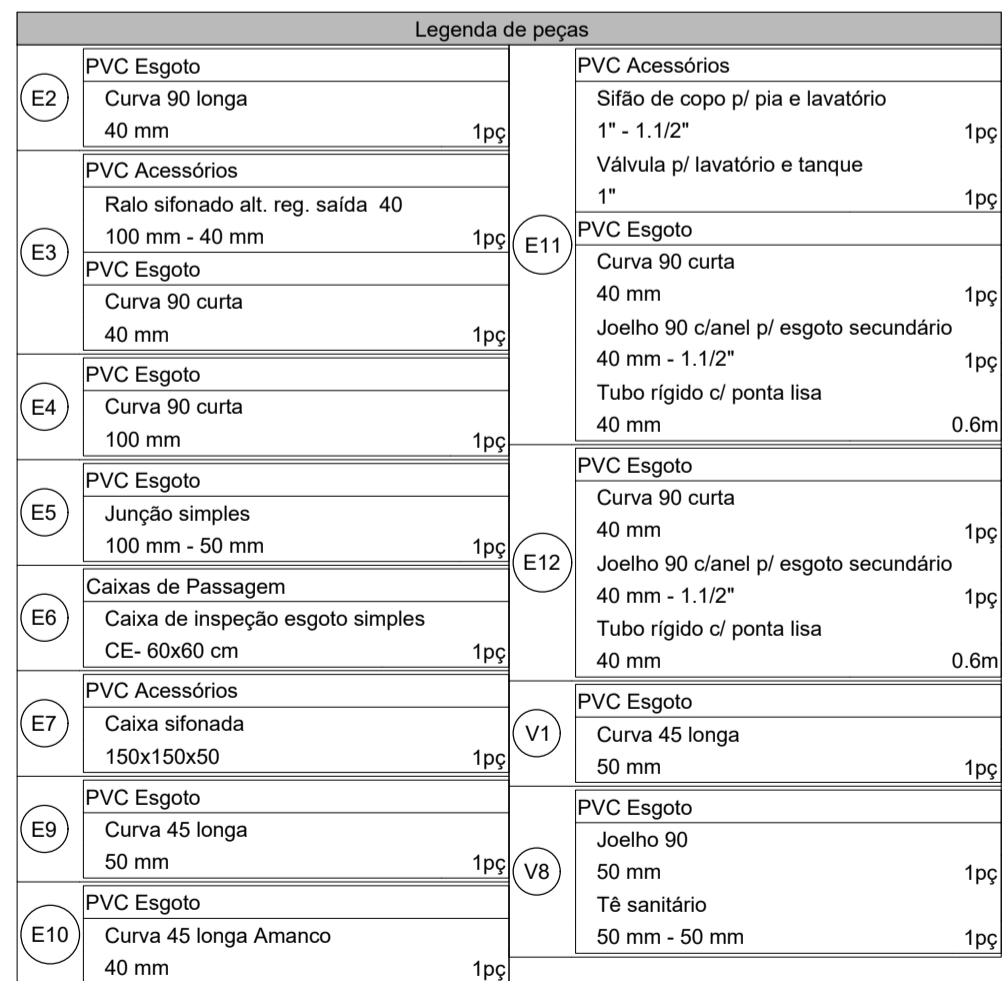 Legenda de peças
E2
PVC Esgoto
Curva 90 longa
40 mm 1pç
E3
PVC Acessórios
Ralo sifonado alt. reg. saída 40
100 mm - 40 mm 1pç
PVC Esgoto
Curva 90 curta
40 mm 1pç
E4
PVC Esgoto
Curva 90 curta
100 mm 1pç
E5
PVC Esgoto
Junção simples
100 mm - 50 mm 1pç
E6
Caixas de Passagem
Caixa de inspeção esgoto simples
CE- 60x60 cm 1pç
E7
PVC Acessórios
Caixa sifonada
150x150x50 1pç
E9
PVC Esgoto
Curva 45 longa
50 mm 1pç
E10
PVC Esgoto
Curva 45 longa Amanco
40 mm 1pç
E11
PVC Acessórios
Sifão de copo p/ pia e lavatório
1" - 1.1/2" 1pç
Válvula p/ lavatório e tanque
1" 1pç
PVC Esgoto
Curva 90 curta
40 mm 1pç
Joelho 90 c/anel p/ esgoto secundário
40 mm - 1.1/2" 1pç
Tubo rígido c/ ponta lisa
40 mm 0.6m
E12
PVC Esgoto
Curva 90 curta
40 mm 1pç
Joelho 90 c/anel p/ esgoto secundário
40 mm - 1.1/2" 1pç
Tubo rígido c/ ponta lisa
40 mm 0.6m
V1
PVC Esgoto
Curva 45 longa
50 mm 1pç
V8
PVC Esgoto
Joelho 90
50 mm 1pç
Tê sanitário
50 mm - 50 mm 1pç